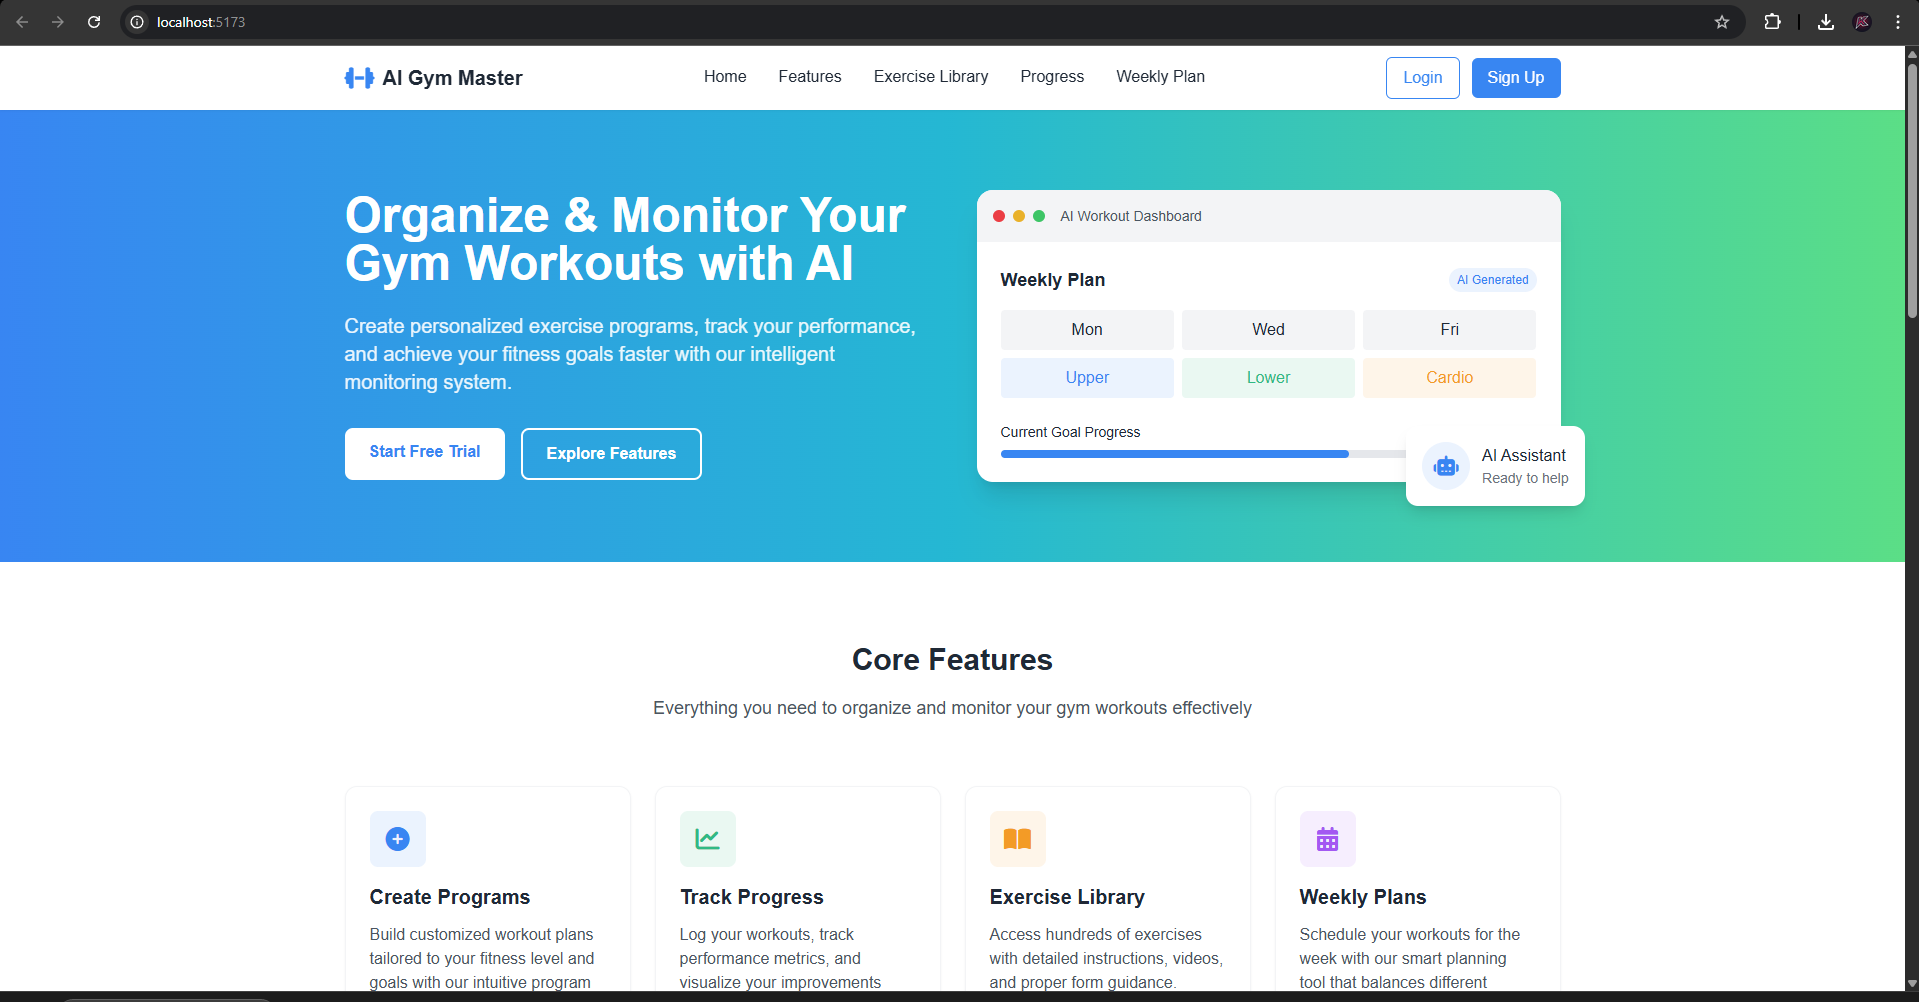 localhost:5173
AI Gym Master
Home
Features
Exercise Library
Progress
Weekly Plan
Login
Sign Up
Organize & Monitor Your
Gym Workouts with AI
Create personalized exercise programs, track your performance,
and achieve your fitness goals faster with our intelligent
monitoring system.
Start Free Trial
Explore Features
AI Workout Dashboard
Weekly Plan
AI Generated
Mon
Wed
Fri
Upper
Lower
Cardio
Current Goal Progress
AI Assistant
Ready to help
Core Features
Everything you need to organize and monitor your gym workouts effectively
Create Programs
Build customized workout plans
tailored to your fitness level and
goals with our intuitive program
Track Progress
Log your workouts, track
performance metrics, and
visualize your improvements
Exercise Library
Access hundreds of exercises
with detailed instructions, videos,
and proper form guidance.
Weekly Plans
Schedule your workouts for the
week with our smart planning
tool that balances different